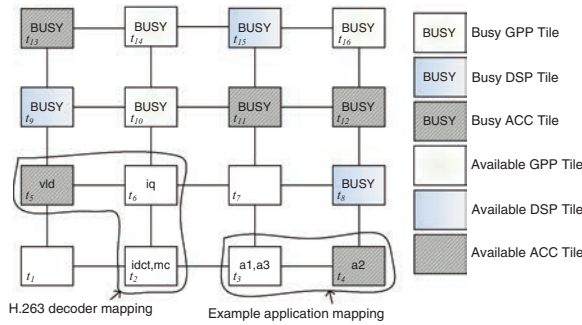 BUSY BUSY BUSY BUSY
t13 t14 t15 t16
BUSY BUSY BUSY BUSY
t9 t10 t11 t12
vld iq BUSY
t5 t6 t7 t8
idct,mc a1,a3 a2
t1 t2 t3 t4
H.263 decoder mapping
Example application mapping
BUSY Busy GPP Tile
BUSY Busy DSP Tile
BUSY Busy ACC Tile
Available GPP Tile
Available DSP Tile
Available ACC Tile